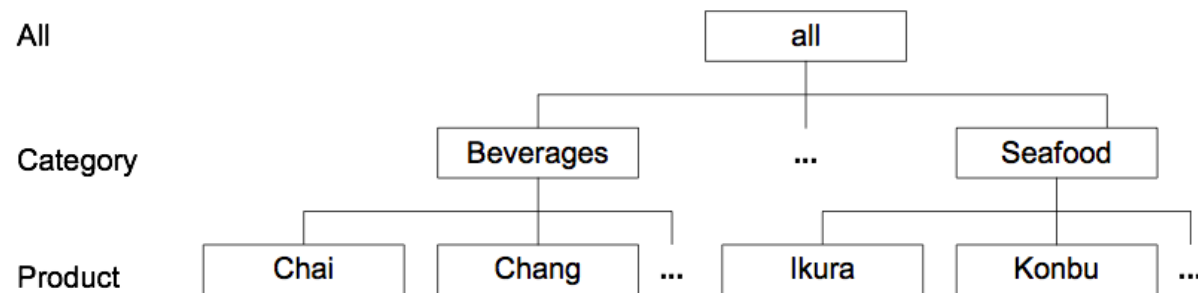 All all
Category Beverages ... Seafood
Product Chai Chang ... Ikura Konbu ...